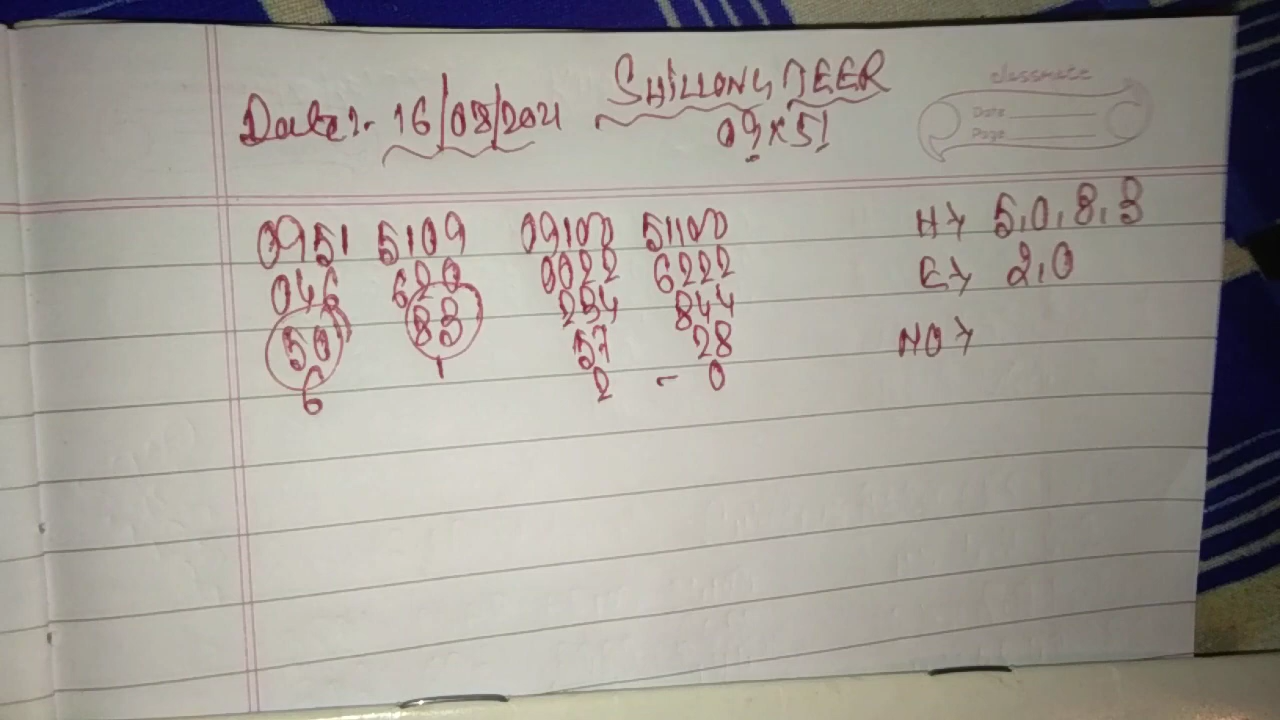 SHILLONG TEER
Date:- 16/08/2021
09x51
classmate
Date
Page
0951 5109 09100 51100
H> 5,0,8,3
046 620 0022 6222
E> 2,0
50 83 234 844
57 28
NO>
6 1 2 - 0